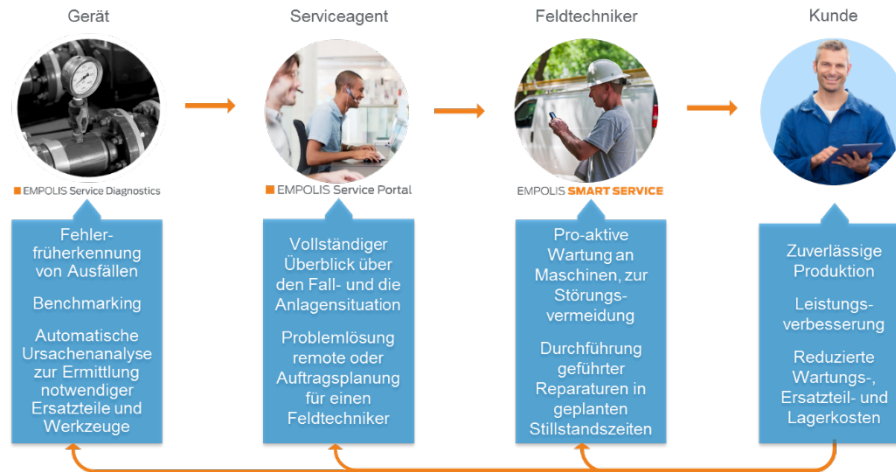 Gerät
Serviceagent
Feldtechniker
Kunde
EMPOLIS Service Diagnostics
EMPOLIS Service Portal
EMPOLIS SMART SERVICE
Fehler-
früherkennung
von Ausfällen
Benchmarking
Automatische
Ursachenanalyse
zur Ermittlung
notwendiger
Ersatzteile und
Werkzeuge
Vollständiger
Überblick über
den Fall- und die
Anlagensituation
Problemlösung
remote oder
Auftragsplanung
für einen
Feldtechniker
Pro-aktive
Wartung an
Maschinen, zur
Störungs-
vermeidung
Durchführung
geführter
Reparaturen in
geplanten
Stillstandszeiten
Zuverlässige
Produktion
Leistungs-
verbesserung
Reduzierte
Wartungs-,
Ersatzteil- und
Lagerkosten